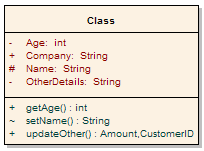 Class
- Age: int
+ Company: String
# Name: String
- OtherDetails: String
+ getAge() : int
~ setName() : String
+ updateOther() : Amount,CustomerID